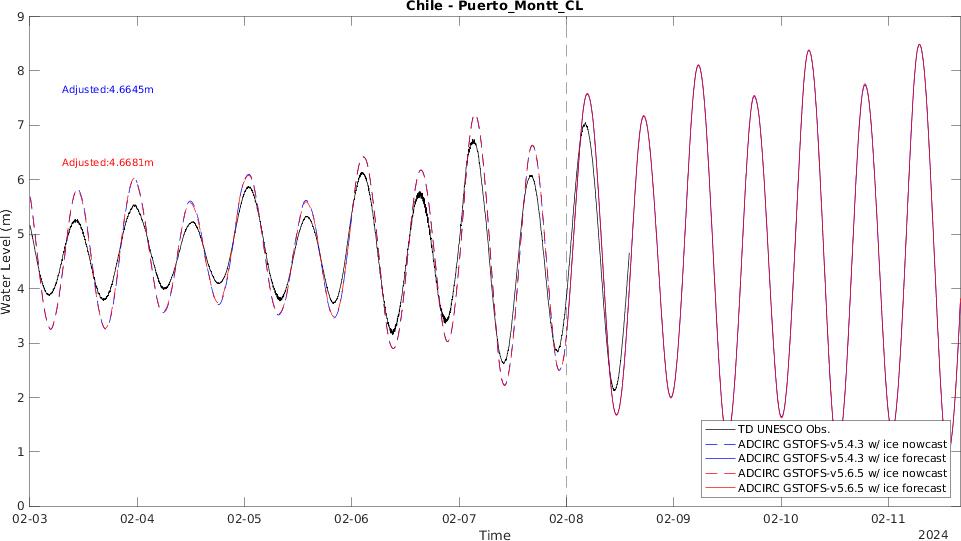 Chile - Puerto_Montt_CL
9
8
7
6
5
4
3
2
1
0
Water Level (m)
Adjusted:4.6645m
Adjusted:4.6681m
TD UNESCO Obs.
ADCIRC GSTOFS-v5.4.3 w/ ice nowcast
ADCIRC GSTOFS-v5.4.3 w/ ice forecast
ADCIRC GSTOFS-v5.6.5 w/ ice nowcast
ADCIRC GSTOFS-v5.6.5 w/ ice forecast
02-03 02-04 02-05 02-06 02-07 02-08 02-09 02-10 02-11
Time
2024